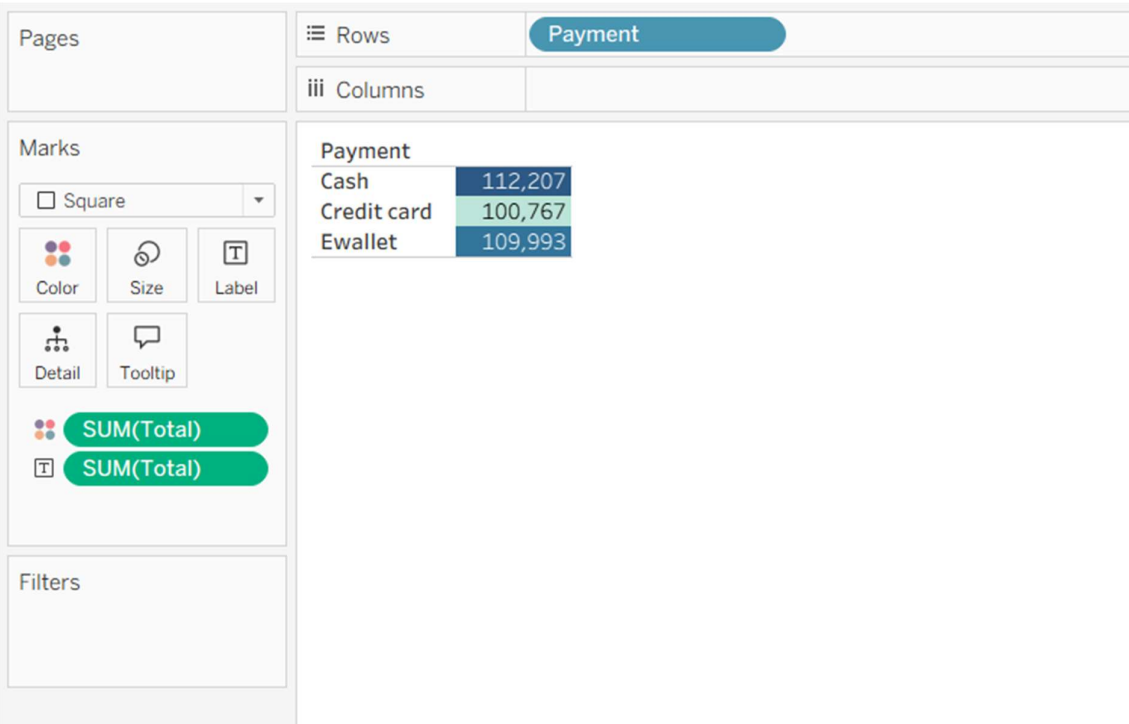 Pages
Rows Payment
iii Columns
Marks
Square
Color Size Label
Detail Tooltip
SUM(Total)
T SUM(Total)
Filters
Payment
Cash 112,207
Credit card 100,767
Ewallet 109,993